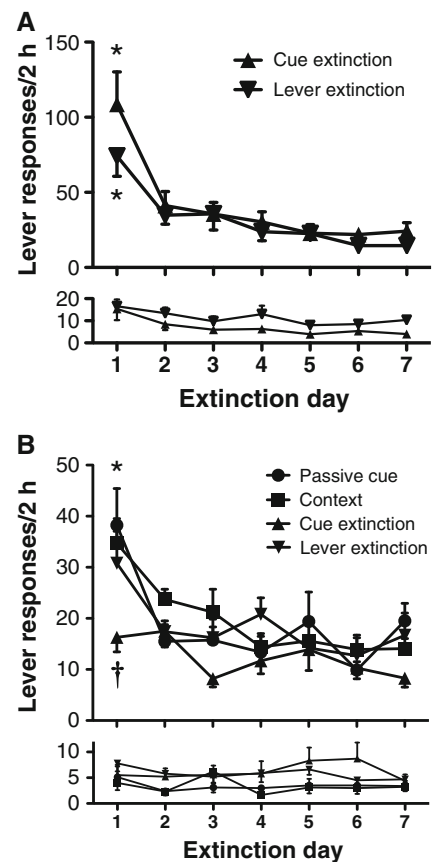 A
Lever responses/2 h
150
100
50
0
*
*
Cue extinction
Lever extinction
20
10
0
1 2 3 4 5 6 7
Extinction day
B
Lever responses/2 h
50
40
30
20
10
0
*
†
Passive cue
Context
Cue extinction
Lever extinction
10
5
0
1 2 3 4 5 6 7
Extinction day